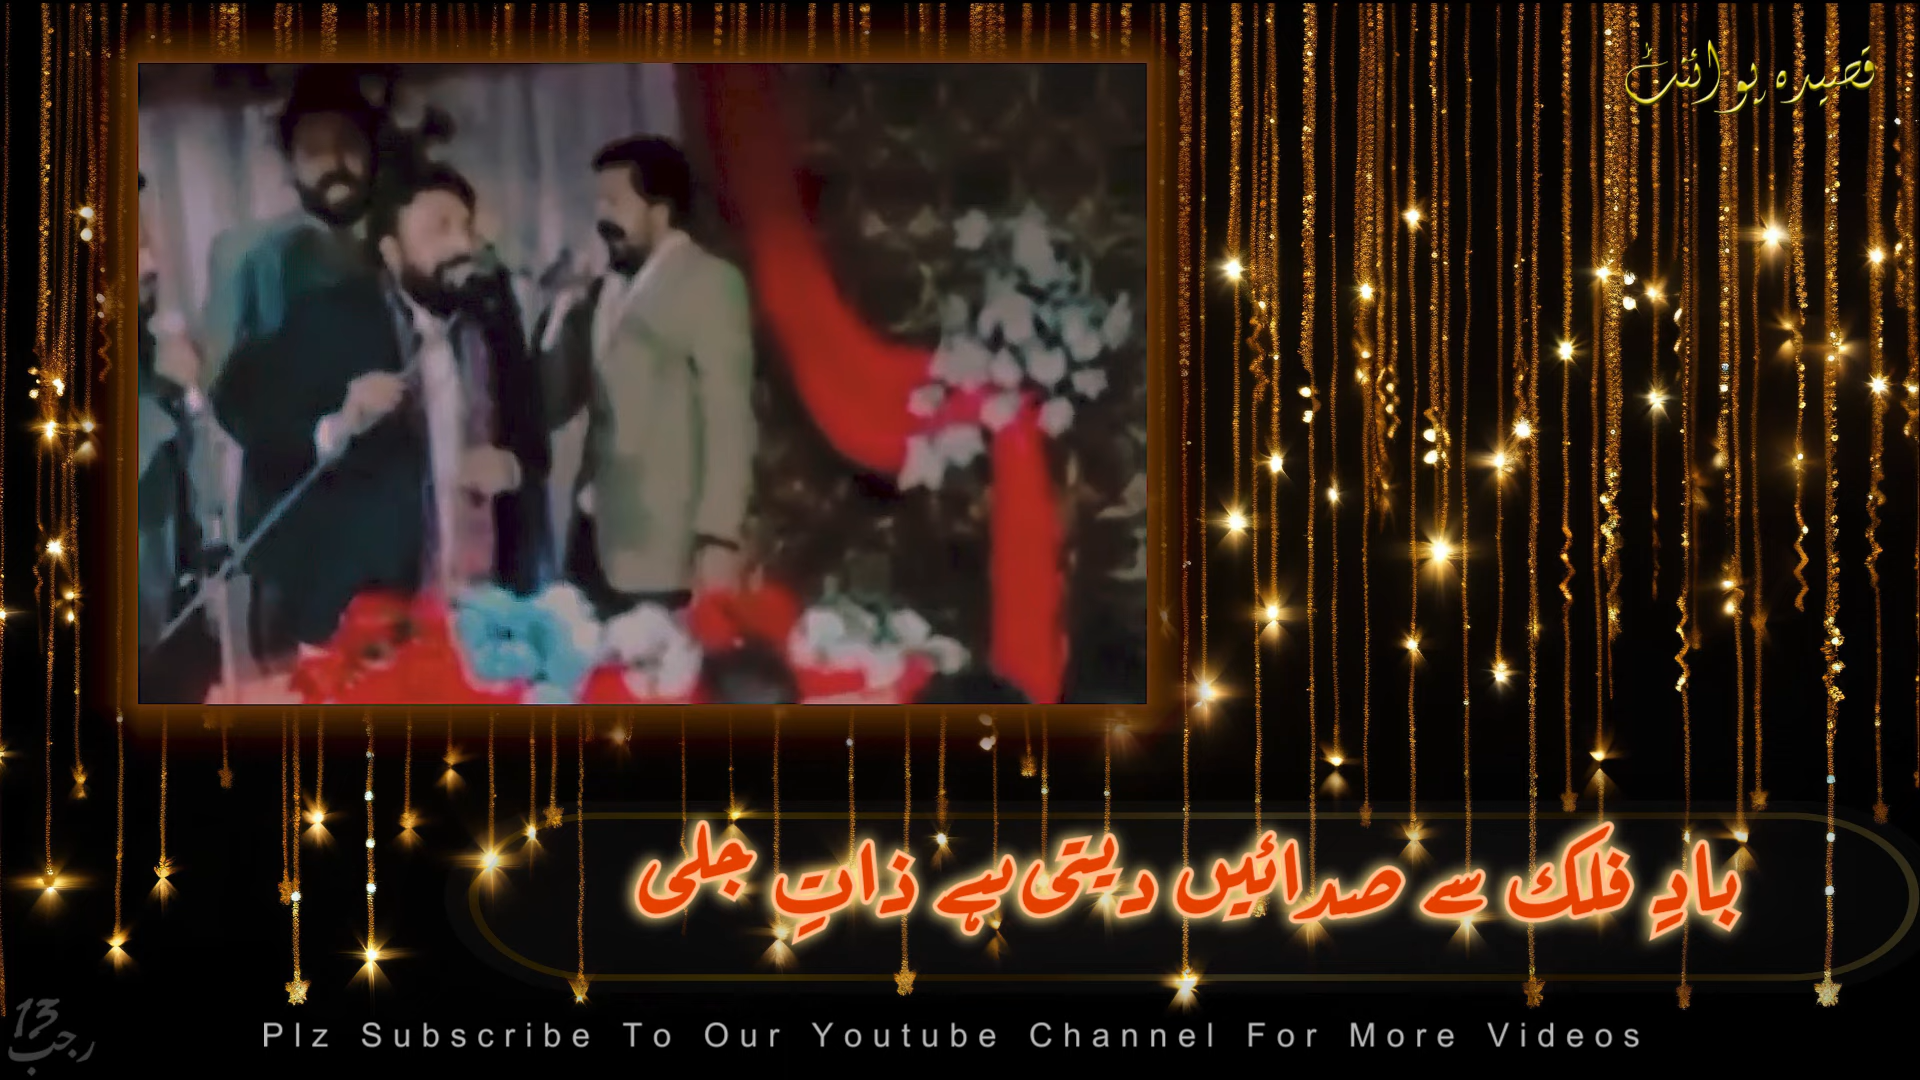 قصیدہ پوائنٹ
بادِ فلک سے صدائیں دیتی ہے ذاتِ جلی
13
رجب
Plz Subscribe To Our Youtube Channel For More Videos